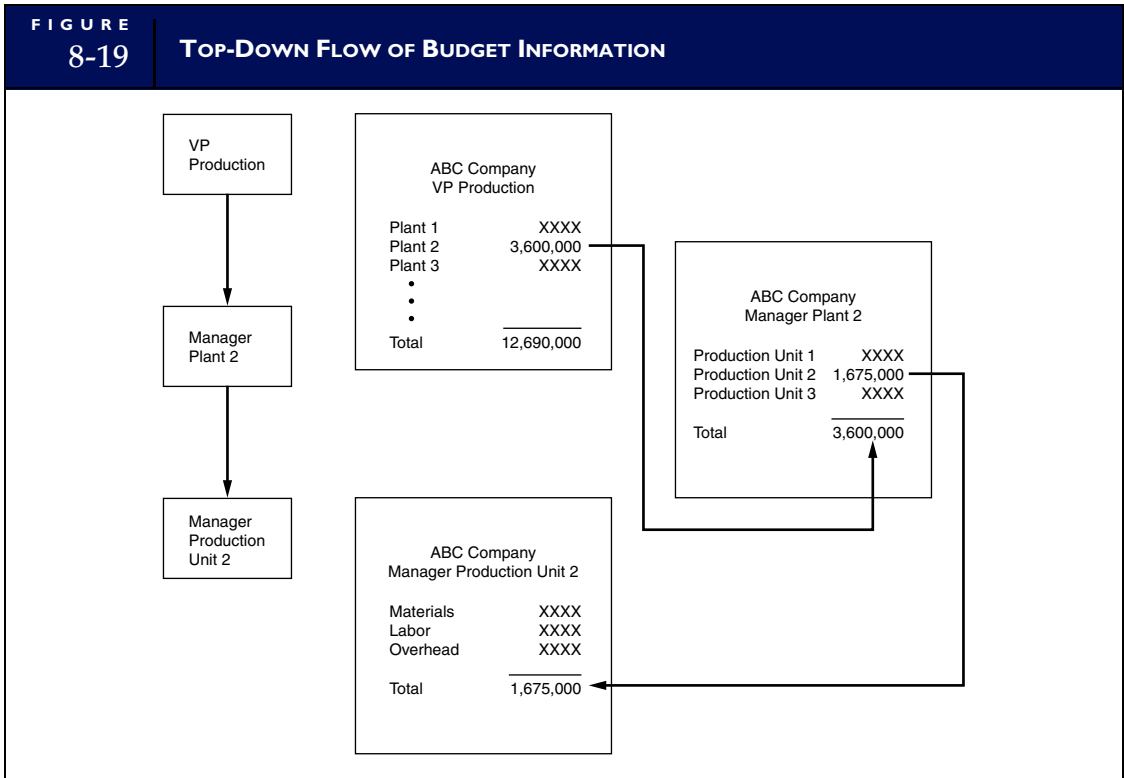 FIGURE
8-19
TOP-DOWN FLOW OF BUDGET INFORMATION
VP
Production
Manager
Plant 2
Manager
Production
Unit 2
ABC Company
VP Production
Plant 1 XXXX
Plant 2 3,600,000
Plant 3 XXXX
Total 12,690,000
ABC Company
Manager Plant 2
Production Unit 1 XXXX
Production Unit 2 1,675,000
Production Unit 3 XXXX
Total 3,600,000
ABC Company
Manager Production Unit 2
Materials XXXX
Labor XXXX
Overhead XXXX
Total 1,675,000